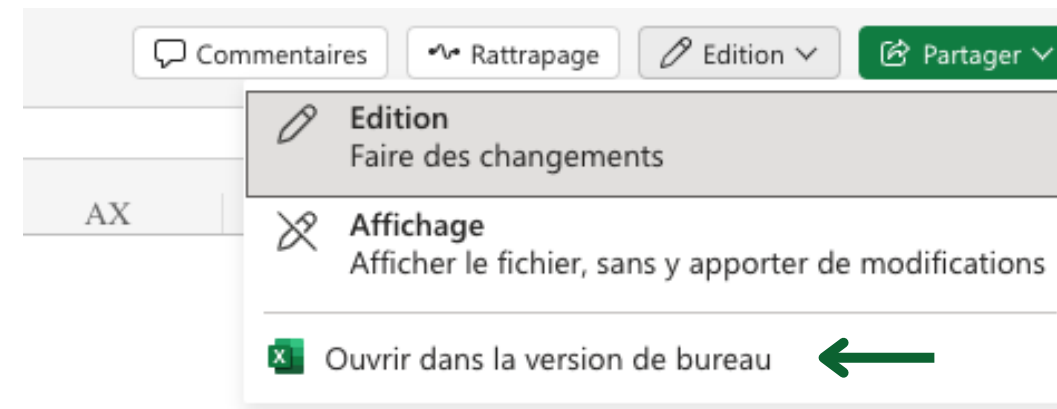 Commentaires Rattrapage Edition Partager
Edition
Faire des changements
AX
Affichage
Afficher le fichier, sans y apporter de modifications
X
Ouvrir dans la version de bureau